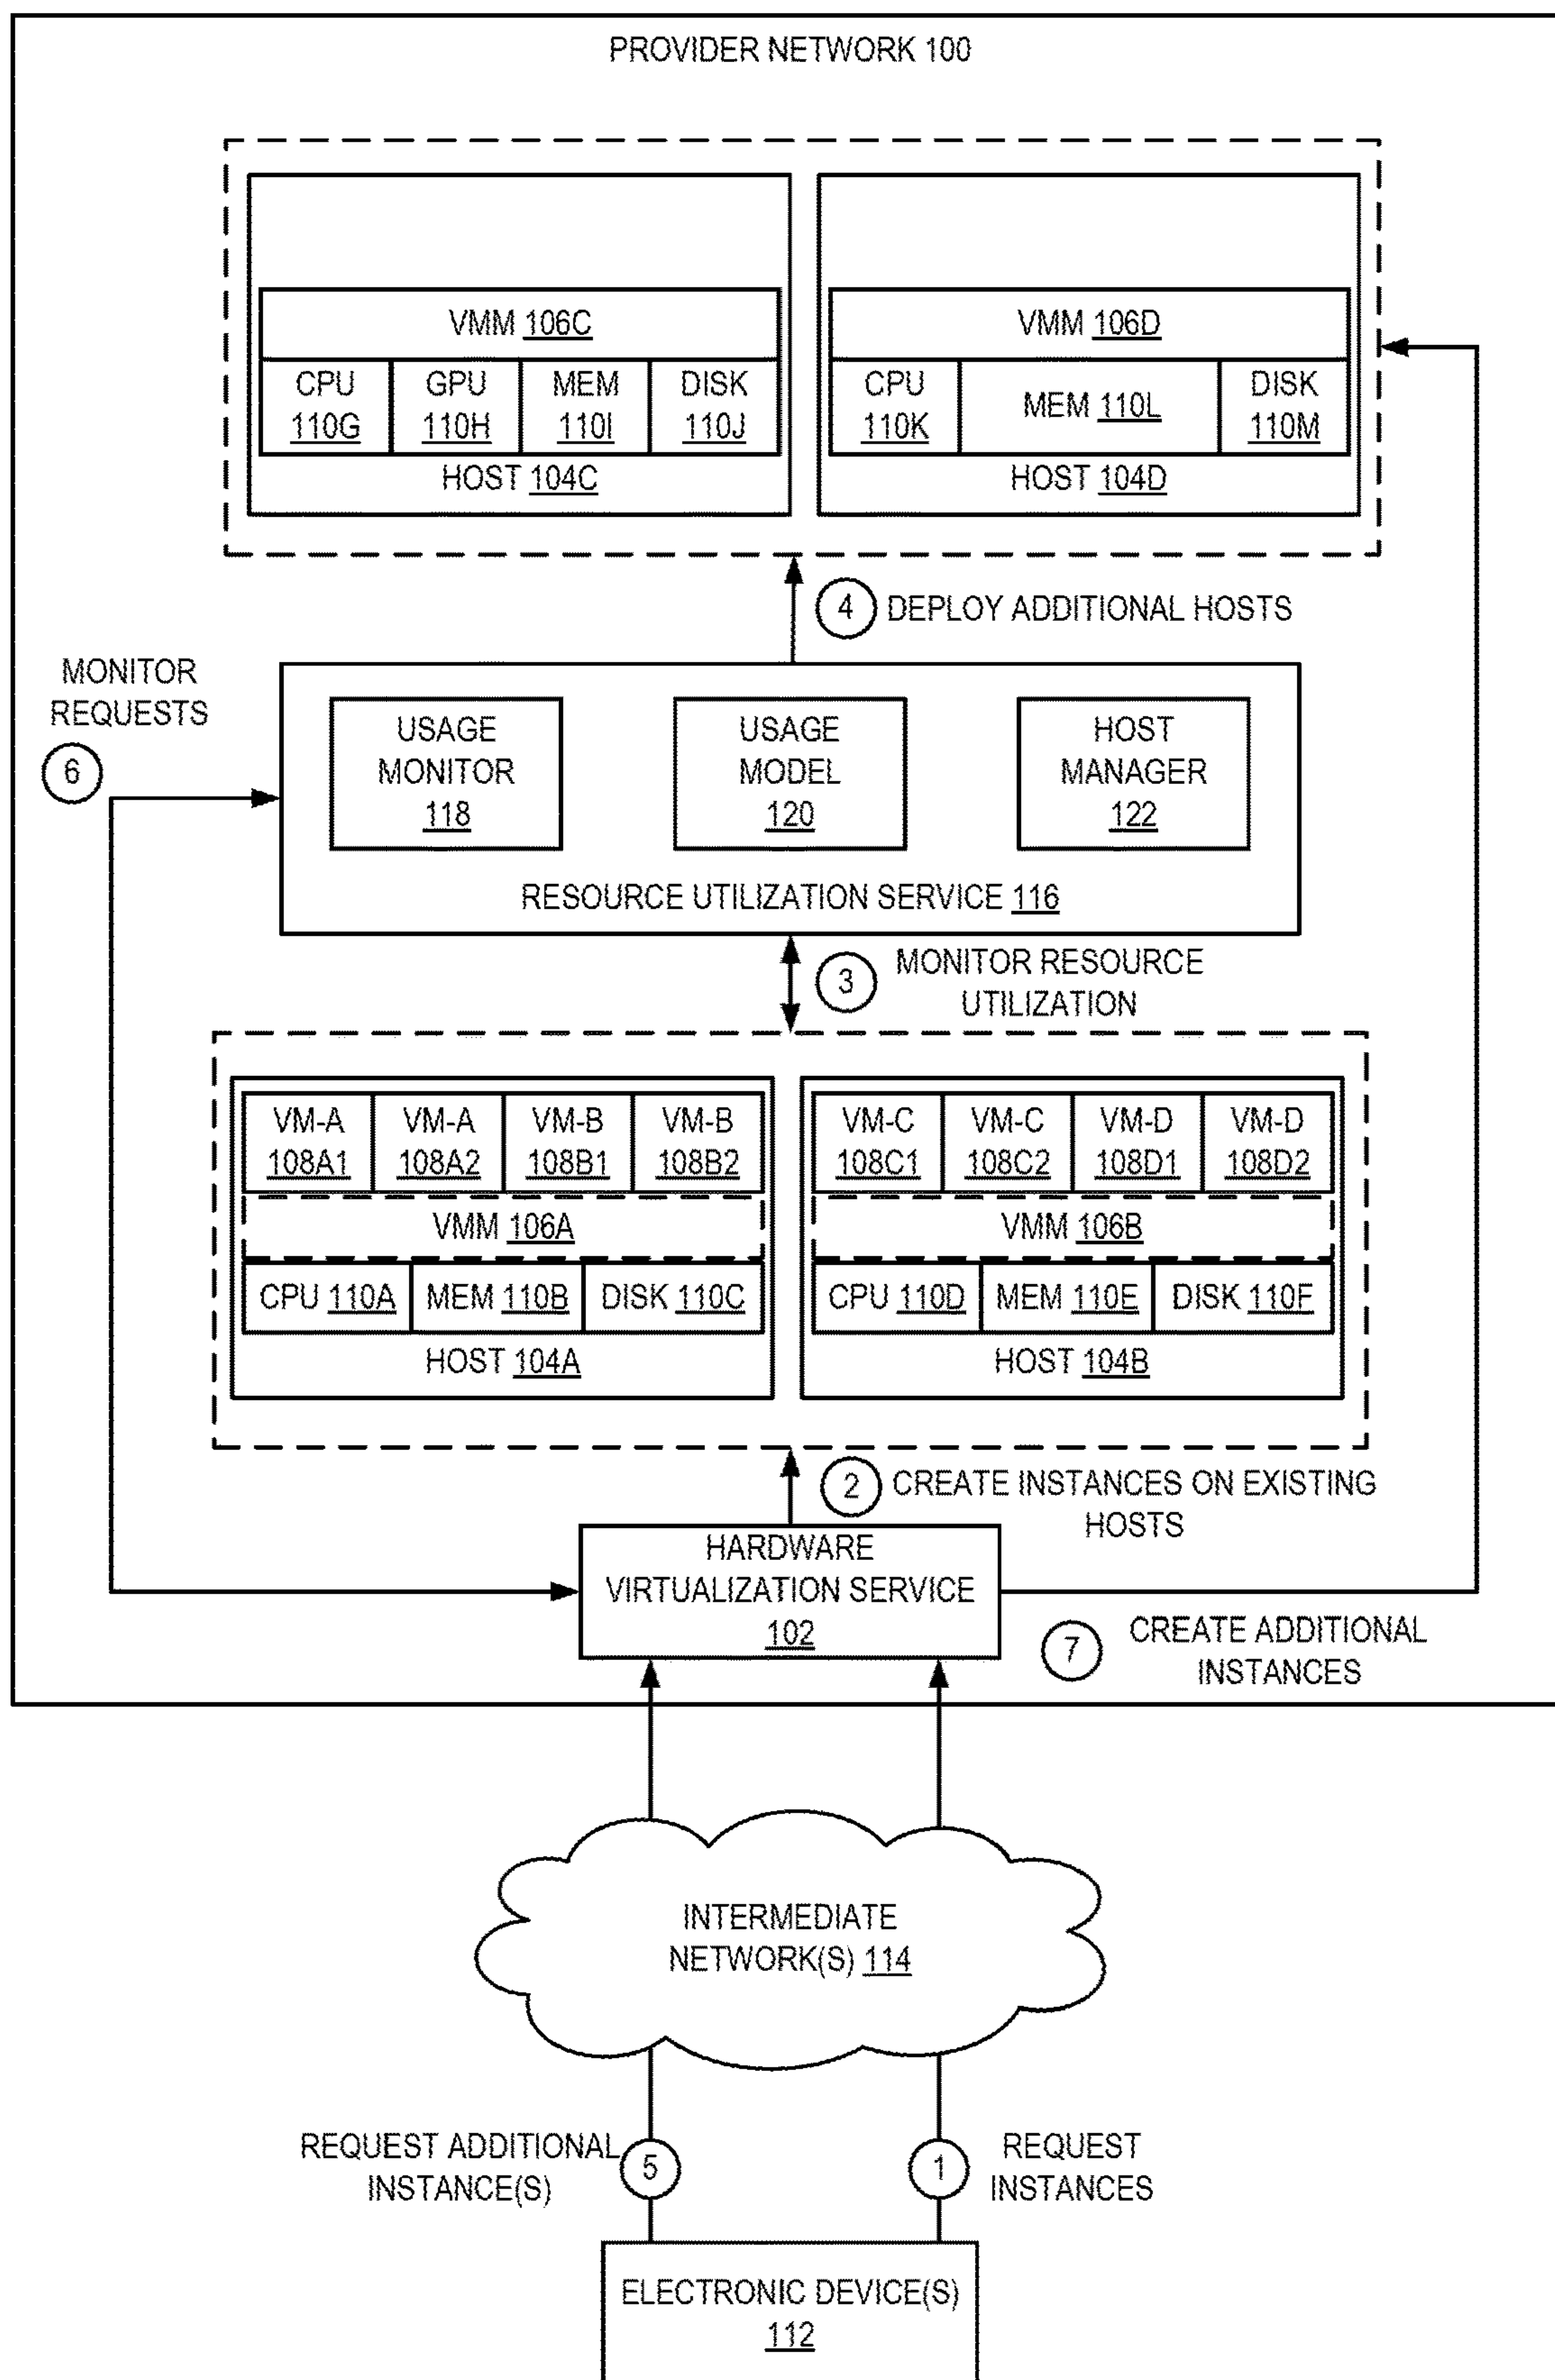 PROVIDER NETWORK 100
VMM 106C
CPU
110G
GPU
110H
MEM
110I
DISK
110J
HOST 104C
VMM 106D
CPU
110K
MEM 110L
DISK
110M
HOST 104D
4
DEPLOY ADDITIONAL HOSTS
MONITOR
REQUESTS
6
USAGE
MONITOR
118
USAGE
MODEL
120
HOST
MANAGER
122
RESOURCE UTILIZATION SERVICE 116
3
MONITOR RESOURCE
UTILIZATION
VM-A
108A1
VM-A
108A2
VM-B
108B1
VM-B
108B2
VMM 106A
CPU 110A
MEM 110B
DISK 110C
HOST 104A
VM-C
108C1
VM-C
108C2
VM-D
108D1
VM-D
108D2
VMM 106B
CPU 110D
MEM 110E
DISK 110F
HOST 104B
2
CREATE INSTANCES ON EXISTING
HOSTS
HARDWARE
VIRTUALIZATION SERVICE
102
7
CREATE ADDITIONAL
INSTANCES
INTERMEDIATE
NETWORK(S) 114
REQUEST ADDITIONAL
INSTANCE(S)
5
1
REQUEST
INSTANCES
ELECTRONIC DEVICE(S)
112